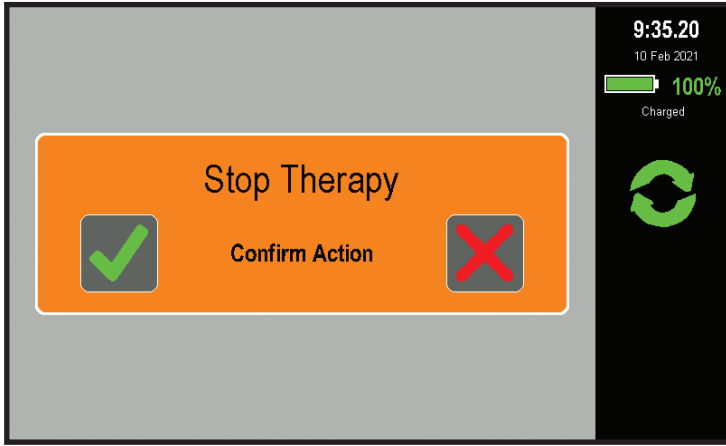 9:35.20
10 Feb 2021
100%
Charged
Stop Therapy
Confirm Action